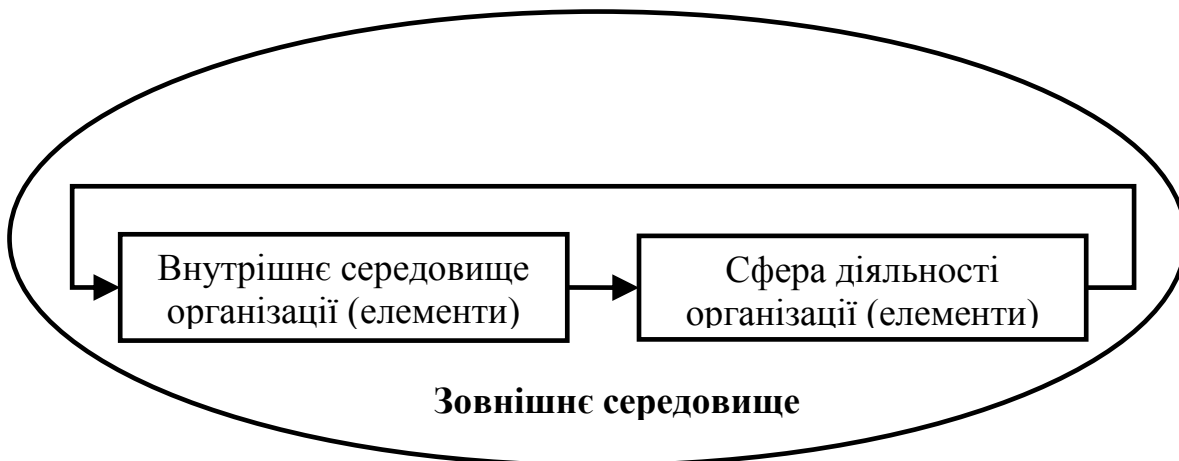 Внутрішнє середовище
організації (елементи)
Сфера діяльності
організації (елементи)
Зовнішнє середовище